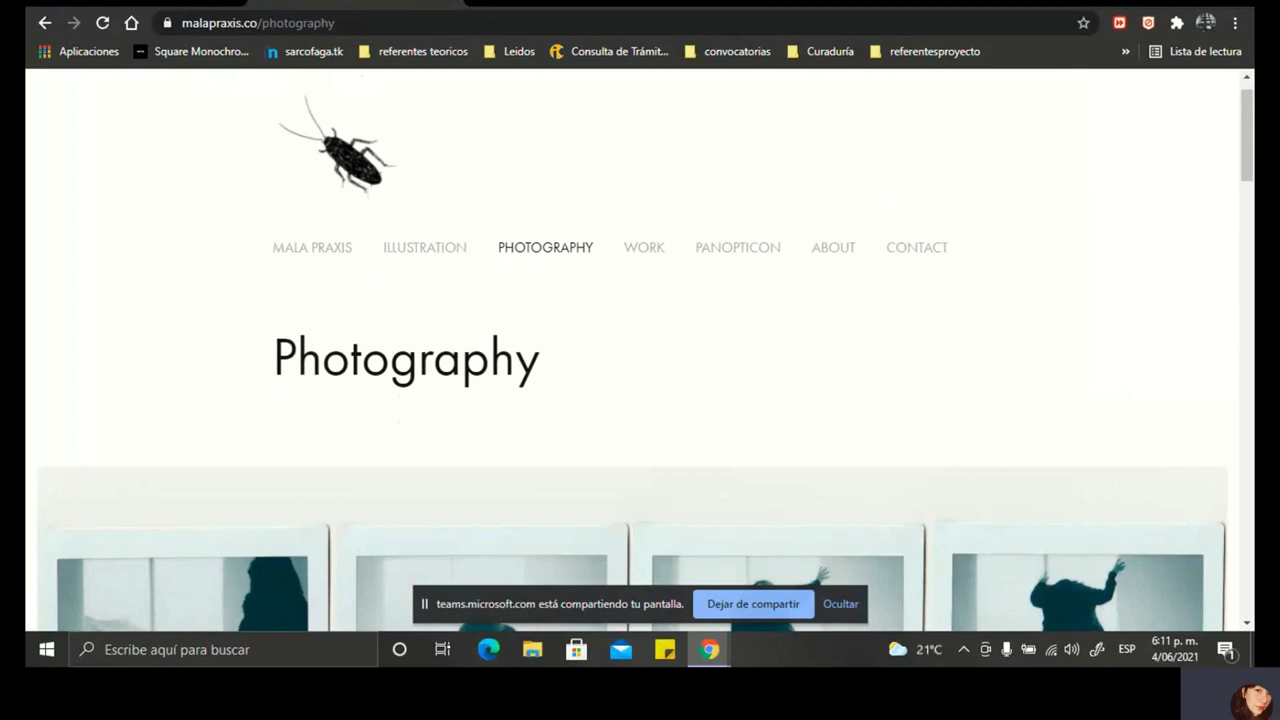 malapraxis.co/photography
Aplicaciones Square Monochro... sarcofaga.tk referentes teoricos Leidos Consulta de Trámit... convocatorias Curaduría referentesproyecto » Lista de lectura
MALA PRAXIS ILLUSTRATION PHOTOGRAPHY WORK PANOPTICON ABOUT CONTACT
Photography
teams.microsoft.com está compartiendo tu pantalla. Dejar de compartir Ocultar
Escribe aquí para buscar 21°C ESP 6:11 p. m.
4/06/2021 1